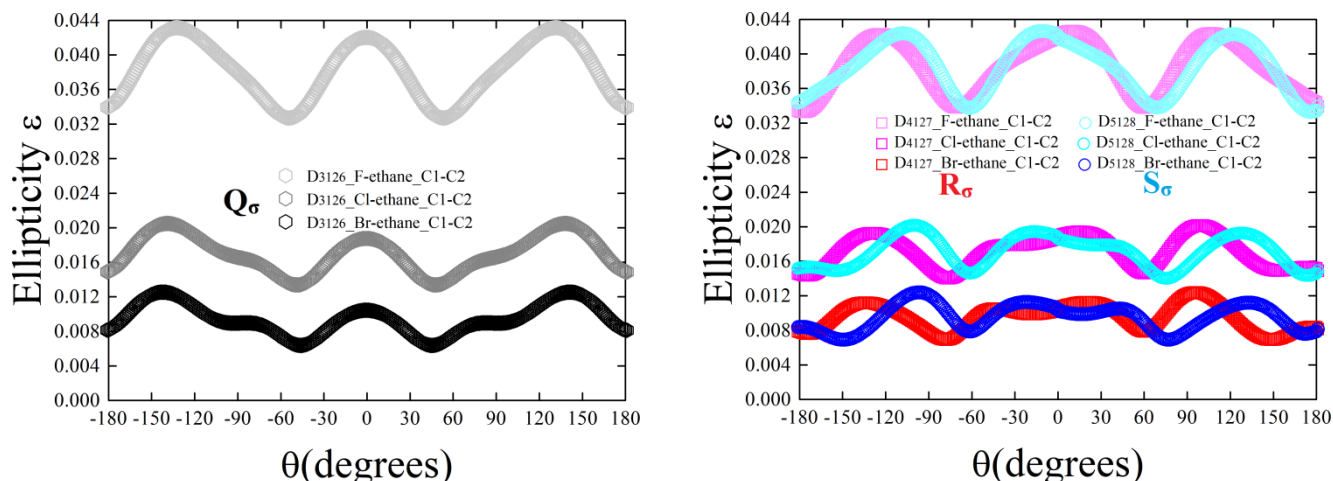 Ellipticity ε
0.044
0.040
0.036
0.032
0.028
0.024
0.020
0.016
0.012
0.008
0.004
0.000
D3126_F-ethane_C1-C2
D3126_Cl-ethane_C1-C2
D3126_Br-ethane_C1-C2
Qσ
-180 -150 -120 -90 -60 -30 0 30 60 90 120 150 180
θ(degrees)
Ellipticity ε
0.044
0.040
0.036
0.032
0.028
0.024
0.020
0.016
0.012
0.008
0.004
0.000
D4127_F-ethane_C1-C2 D5128_F-ethane_C1-C2
D4127_Cl-ethane_C1-C2 D5128_Cl-ethane_C1-C2
D4127_Br-ethane_C1-C2 D5128_Br-ethane_C1-C2
Rσ Sσ
-180 -150 -120 -90 -60 -30 0 30 60 90 120 150 180
θ(degrees)